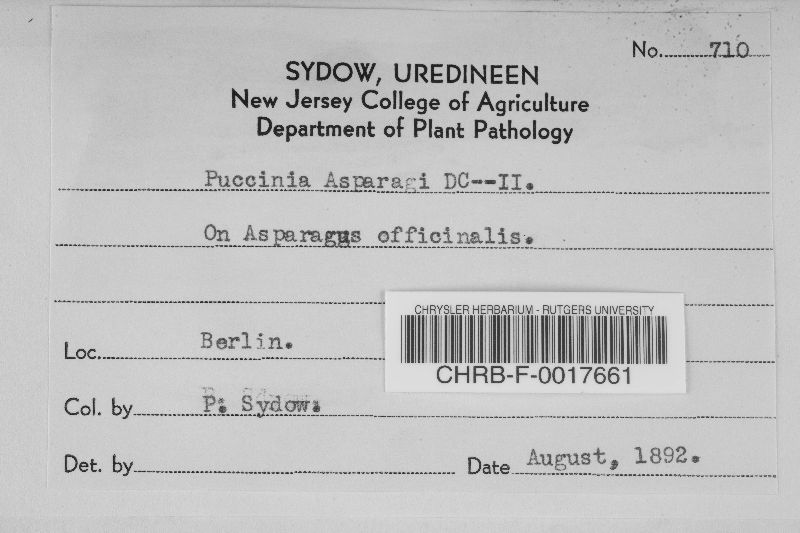 No. 710
SYDOW, UREDINEEN
New Jersey College of Agriculture
Department of Plant Pathology
Puccinia Asparagi DC--II.
On Asparagus officinalis.
CHRYSLER HERBARIUM - RUTGERS UNIVERSITY
CHRB-F-0017661
Loc. Berlin.
Col. by P. Sydow.
Det. by
Date August, 1892.